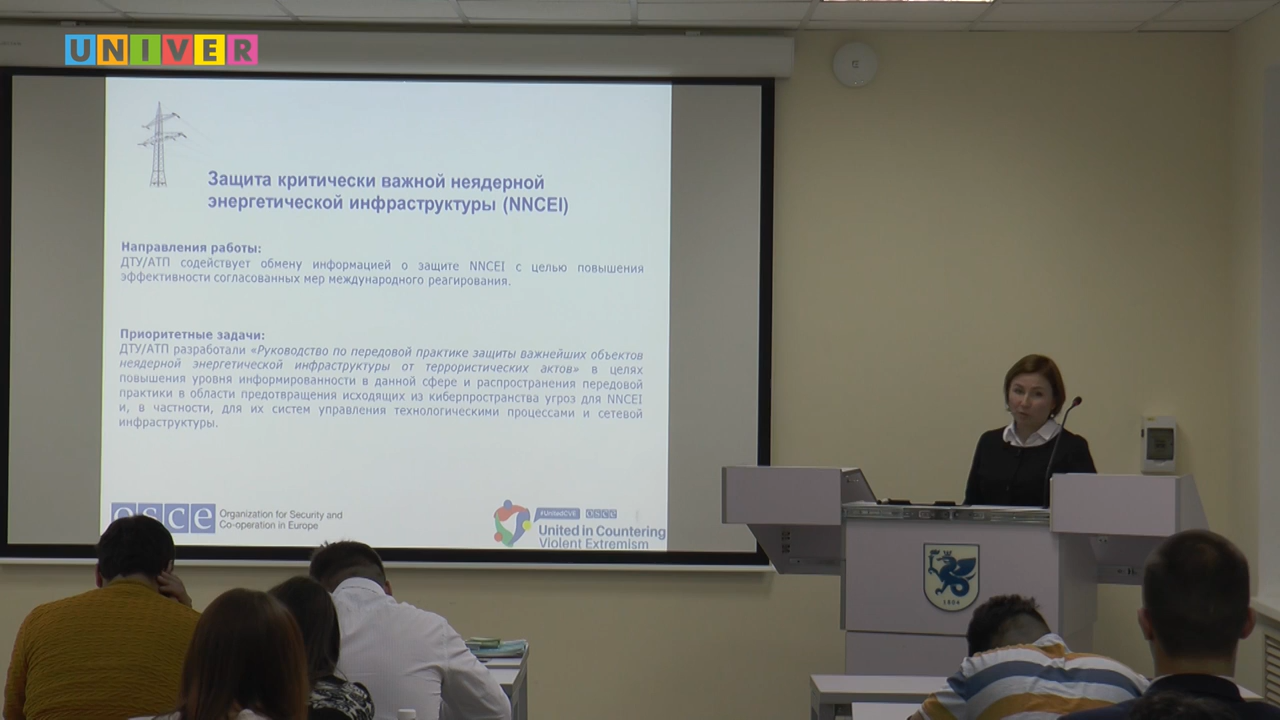 UNIVER
Защита критически важной неядерной
энергетической инфраструктуры (NNCEI)
Направления работы:
ДТУ/АТП содействует обмену информацией о защите NNCEI с целью повышения
эффективности согласованных мер международного реагирования.
Приоритетные задачи:
ДТУ/АТП разработали «Руководство по передовой практике защиты важнейших объектов
неядерной энергетической инфраструктуры от террористических актов» в целях
повышения уровня информированности в данной сфере и распространения передовой
практики в области предотвращения исходящих из киберпространства угроз для NNCEI
и, в частности, для их систем управления технологическими процессами и сетевой
инфраструктуры.
osce
Organization for Security and
Co-operation in Europe
#UnitedCVE osce
United in Countering
Violent Extremism
1804